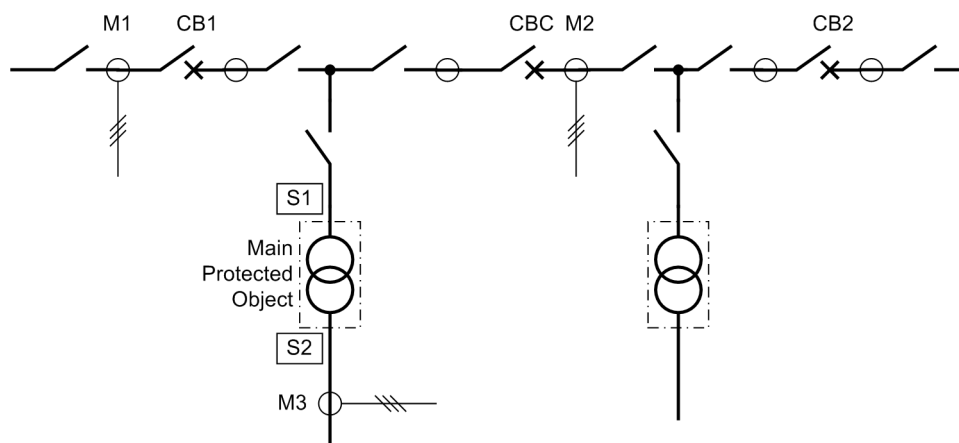 M1
CB1
CBC
M2
CB2
S1
Main
Protected
Object
S2
M3